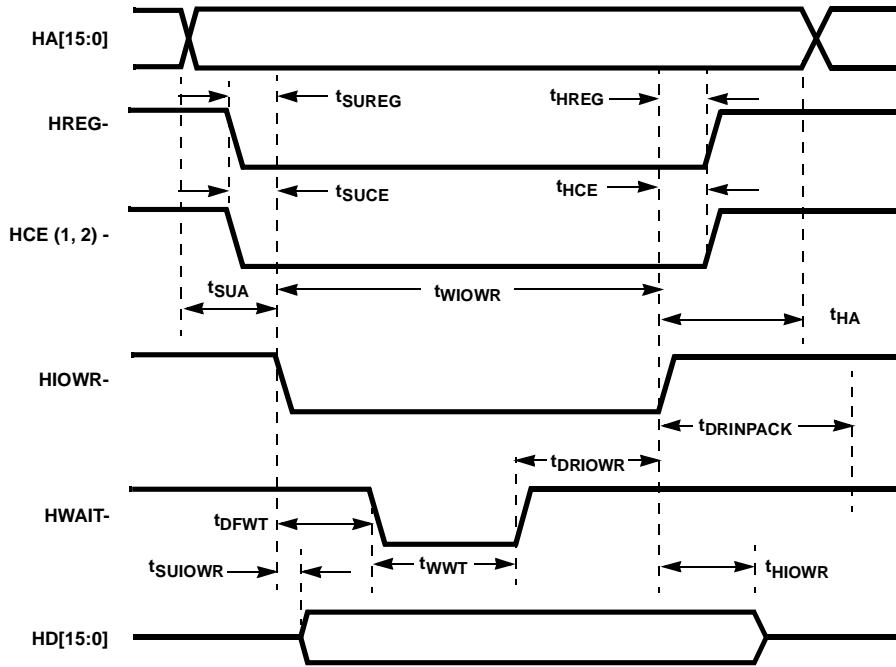 HA[15:0]
tSUREG
tHREG
HREG-
tSUCE
tHCE
HCE (1, 2) -
tSUA
tWIOWR
tHA
HIOWR-
tDRINPACK
tDRIOWR
HWAIT-
tDFWT
tSUIOWR
tWWT
tHIOWR
HD[15:0]